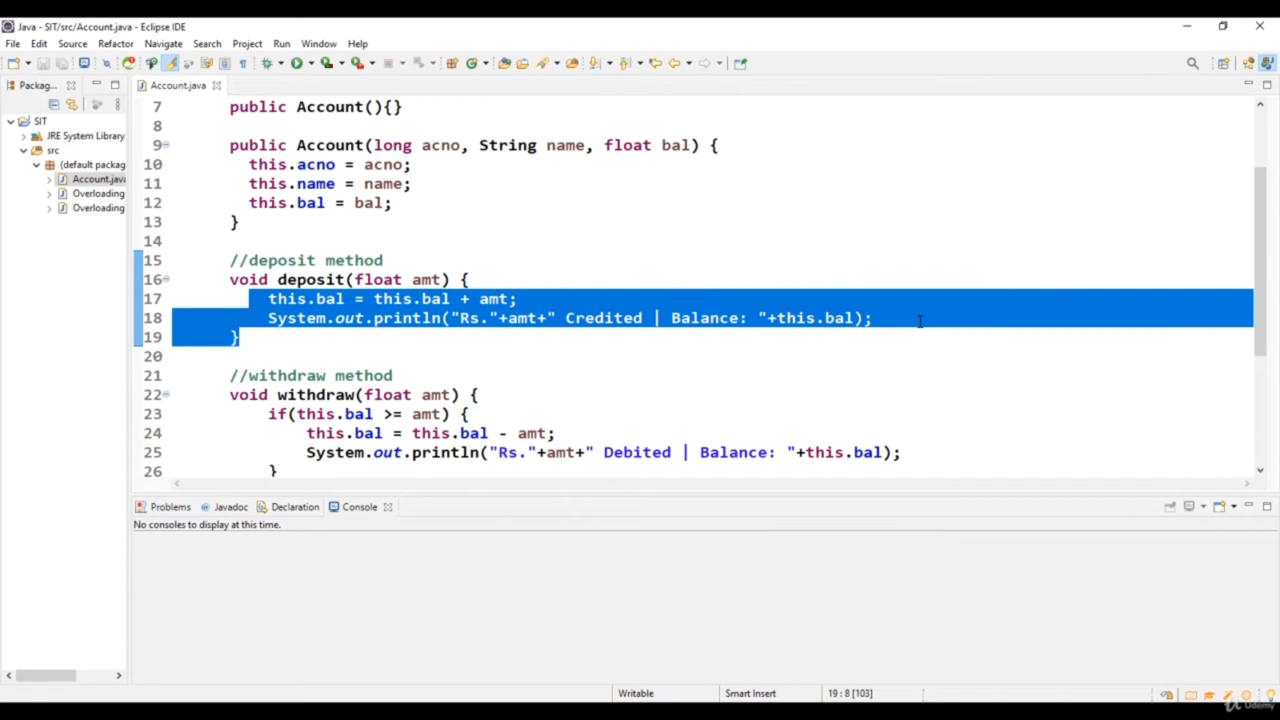 Java - SIT/src/Account.java - Eclipse IDE
File Edit Source Refactor Navigate Search Project Run Window Help
Packag... Account.java
SIT
JRE System Library
src
(default packag
Account.java
Overloading
Overloading
7 public Account(){}
8
9 public Account(long acno, String name, float bal) {
10 this.acno = acno;
11 this.name = name;
12 this.bal = bal;
13 }
14
15 //deposit method
16 void deposit(float amt) {
17 this.bal = this.bal + amt;
18 System.out.println("Rs."+amt+" Credited | Balance: "+this.bal);
19 }
20
21 //withdraw method
22 void withdraw(float amt) {
23 if(this.bal >= amt) {
24 this.bal = this.bal - amt;
25 System.out.println("Rs."+amt+" Debited | Balance: "+this.bal);
26 }
Problems Javadoc Declaration Console
No consoles to display at this time.
Writable Smart Insert 19 : 8 [103]
Udemy